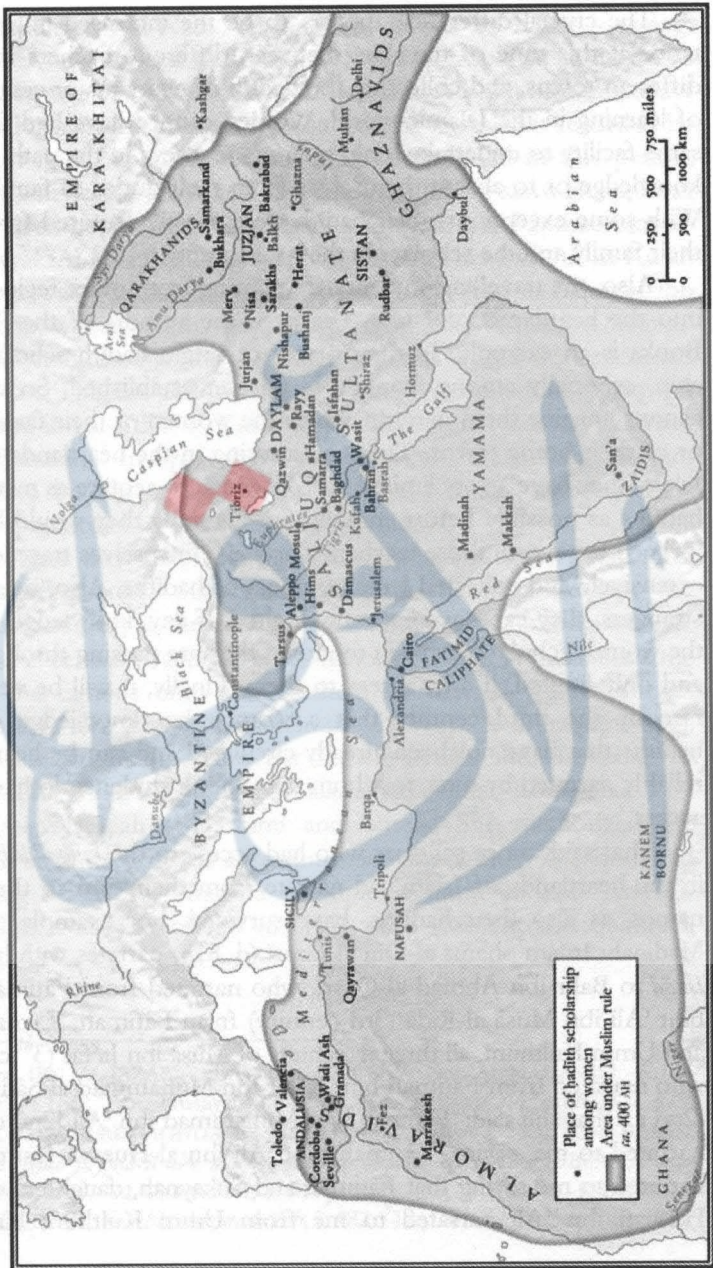 EMPIRE OF
QARAKHITAI
Kashgar
Syr Darya
QARAKHANIDS
Samarkand
Bukhara
Amu Darya
Aral
Sea
JUZJAN
Balkh
Bakrabad
Ghazna
Multan
Delhi
GHAZNAVIDS
Indus
Merv
Nisa
Sarakhs
Herat
Bushanj
Nishapur
Jurjan
SISTAN
Rudbar
Daybul
Caspian Sea
Volga
DAYLAM
Rayy
Qazwin
Hamadan
Isfahan
Shiraz
Hormuz
The Gulf
SALJUQ SULTANATE
Tibriz
Samarra
Baghdad
Wasit
Kufah
Bahrain
Basrah
Euphrates
Tigris
Mosul
Aleppo
Hims
Damascus
Jerusalem
Tarsus
Constantinople
Black Sea
BYZANTINE
EMPIRE
Danube
YAMAMA
Madinah
Makkah
San'a
ZAIDIS
Red Sea
Arabian
Sea
0 250 500 750 miles
0 500 1000 km
Cairo
Alexandria
FATIMID
CALIPHATE
Nile
Mediterranean Sea
Barqa
Tripoli
NAFUSAH
SICILY
Tunis
Qayrawan
Rhine
Toledo
Valencia
ANDALUSIA
Cordoba
Seville
Wadi Ash
Granada
Fez
Marrakesh
ALMORAVIDS
KANEM
BORNU
GHANA
Niger
Senegal
Place of hadith scholarship
among women
Area under Muslim rule
ca. 400 AH